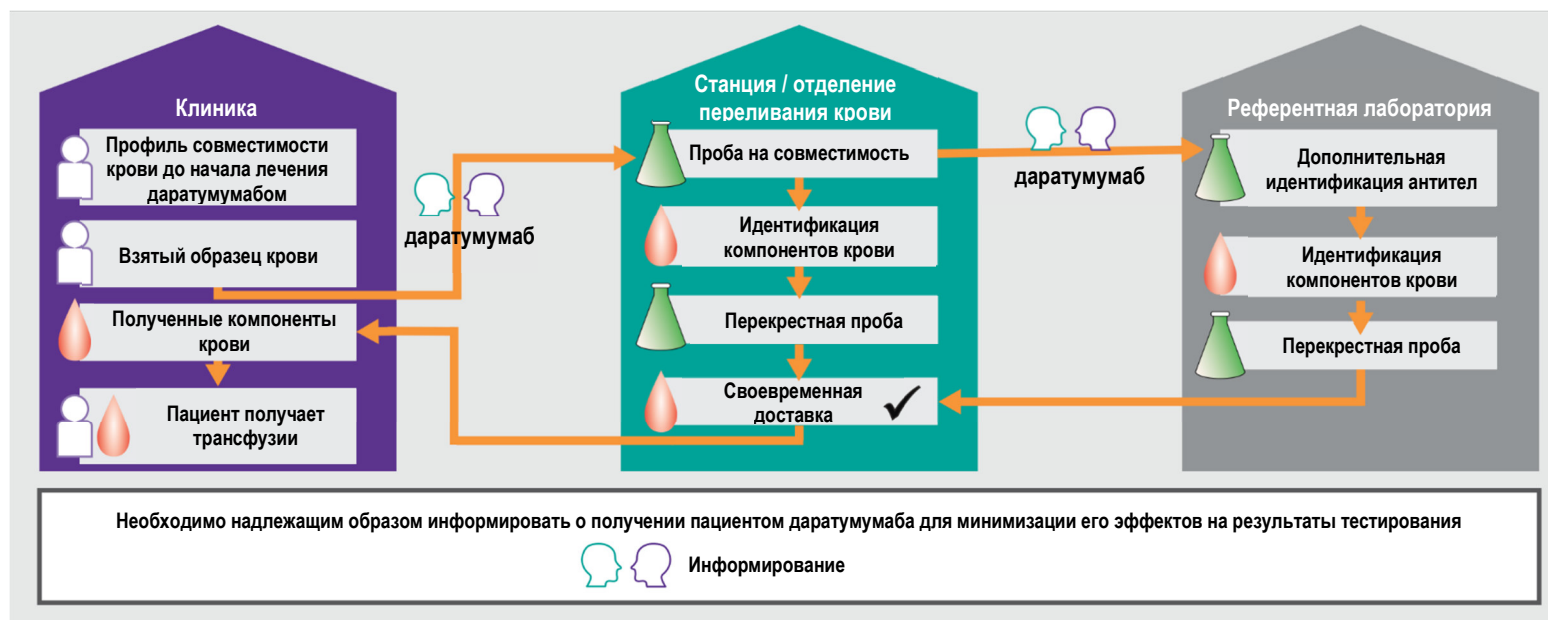 Клиника
Профиль совместимости
крови до начала лечения
даратумумабом
Взятый образец крови
Полученные компоненты
крови
Пациент получает
трансфузии
даратумумаб
Станция / отделение
переливания крови
Проба на совместимость
Идентификация
компонентов крови
Перекрестная проба
Своевременная
доставка
даратумумаб
Референтная лаборатория
Дополнительная
идентификация антител
Идентификация
компонентов крови
Перекрестная проба
Необходимо надлежащим образом информировать о получении пациентом даратумумаба для минимизации его эффектов на результаты тестирования
Информирование